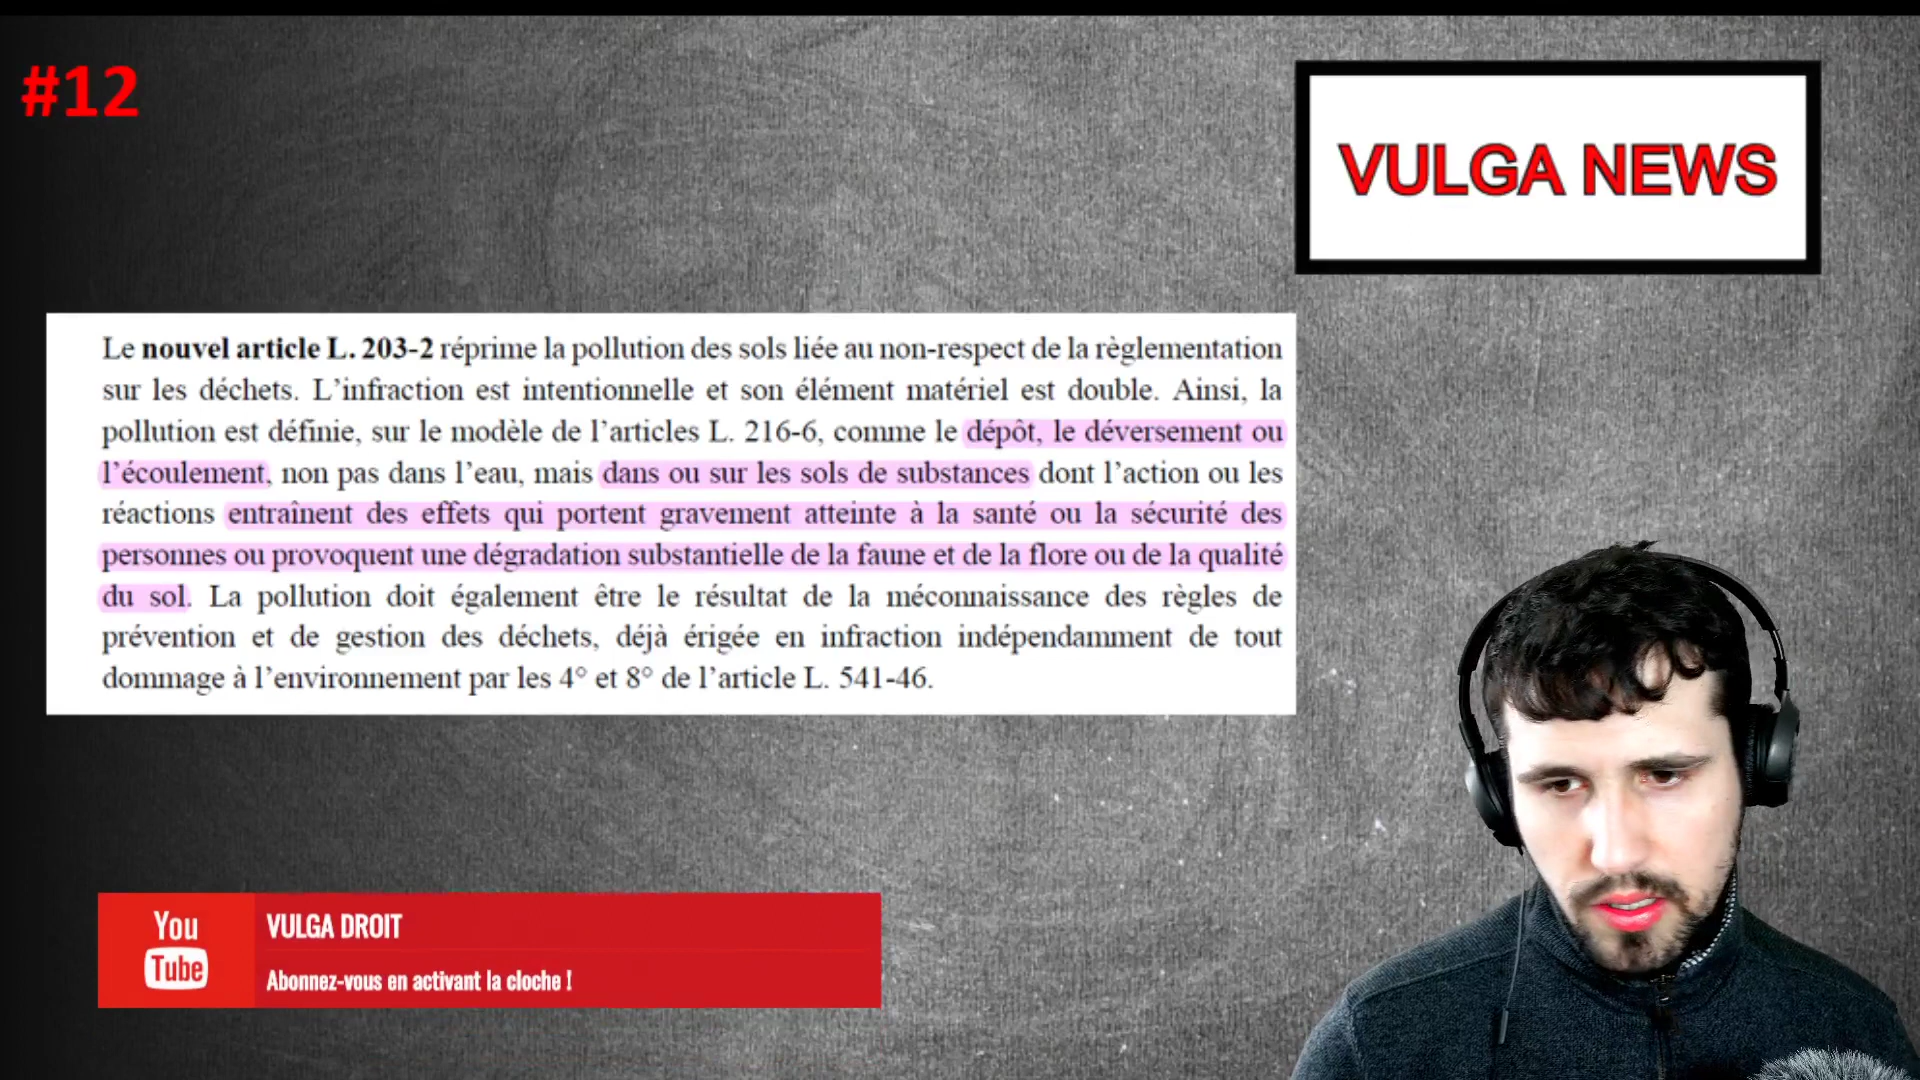 #12
VULGA NEWS
Le nouvel article L. 203-2 réprime la pollution des sols liée au non-respect de la règlementation
sur les déchets. L’infraction est intentionnelle et son élément matériel est double. Ainsi, la
pollution est définie, sur le modèle de l’articles L. 216-6, comme le dépôt, le déversement ou
l’écoulement, non pas dans l’eau, mais dans ou sur les sols de substances dont l’action ou les
réactions entraînent des effets qui portent gravement atteinte à la santé ou la sécurité des
personnes ou provoquent une dégradation substantielle de la faune et de la flore ou de la qualité
du sol. La pollution doit également être le résultat de la méconnaissance des règles de
prévention et de gestion des déchets, déjà érigée en infraction indépendamment de tout
dommage à l’environnement par les 4° et 8° de l’article L. 541-46.
You
Tube
VULGA DROIT
Abonnez-vous en activant la cloche !